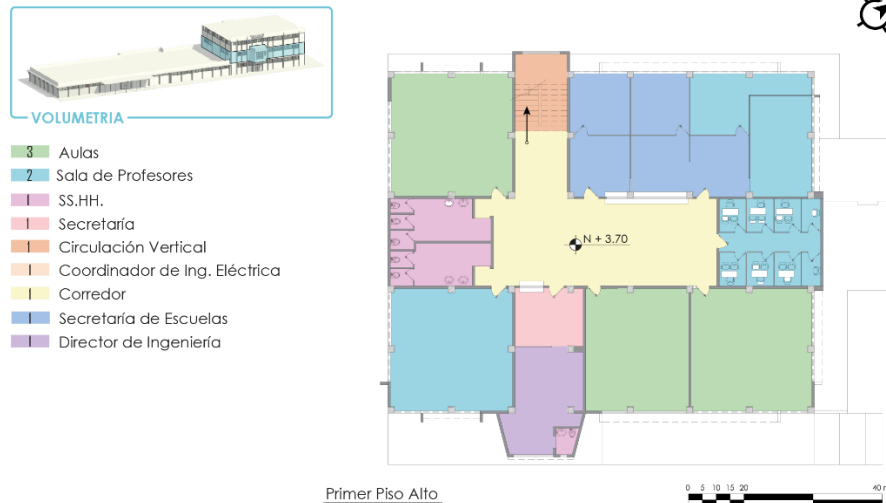 VOLUMETRIA
3 Aulas
2 Sala de Profesores
1 SS.HH.
1 Secretaría
1 Circulación Vertical
1 Coordinador de Ing. Eléctrica
1 Corredor
1 Secretaría de Escuelas
1 Director de Ingeniería
N + 3.70
Primer Piso Alto
0 5 10 15 20 40 m